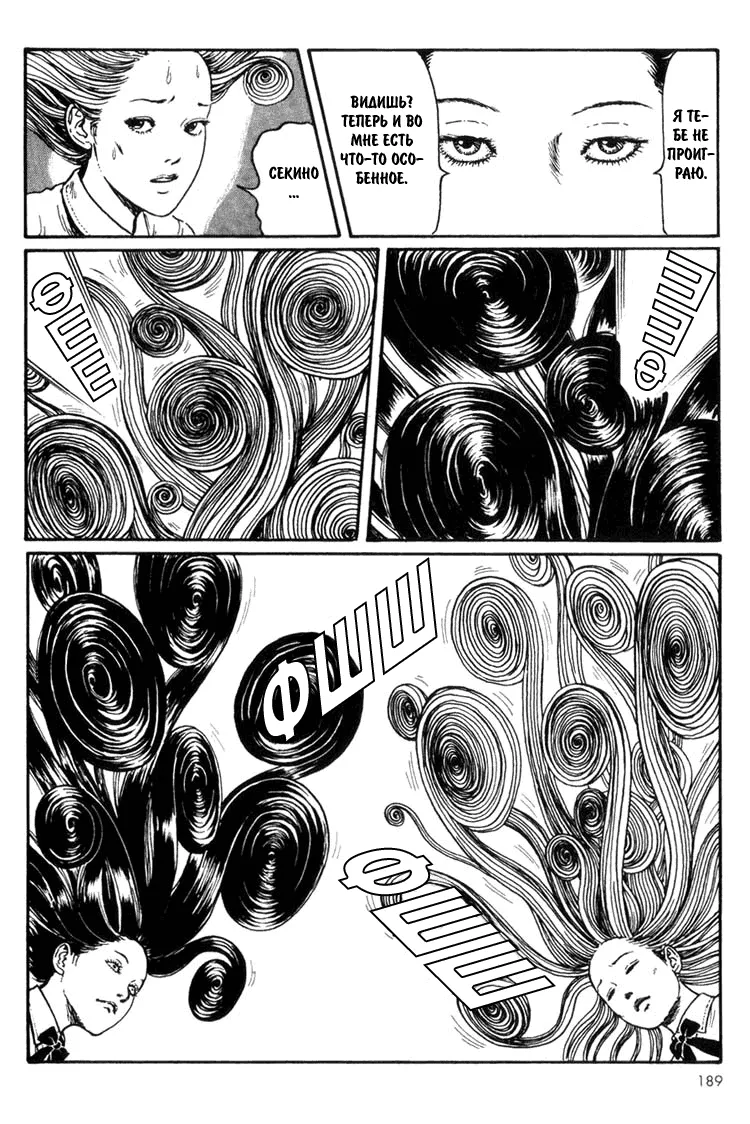 Я ТЕ-
БЕ НЕ
ПРОИГ-
РАЮ.
ВИДИШЬ?
ТЕПЕРЬ И ВО
МНЕ ЕСТЬ
ЧТО-ТО ОСО-
БЕННОЕ.
СЕКИНО
...
ФШШ
ФШШ
ФШШ
ФШШ
189